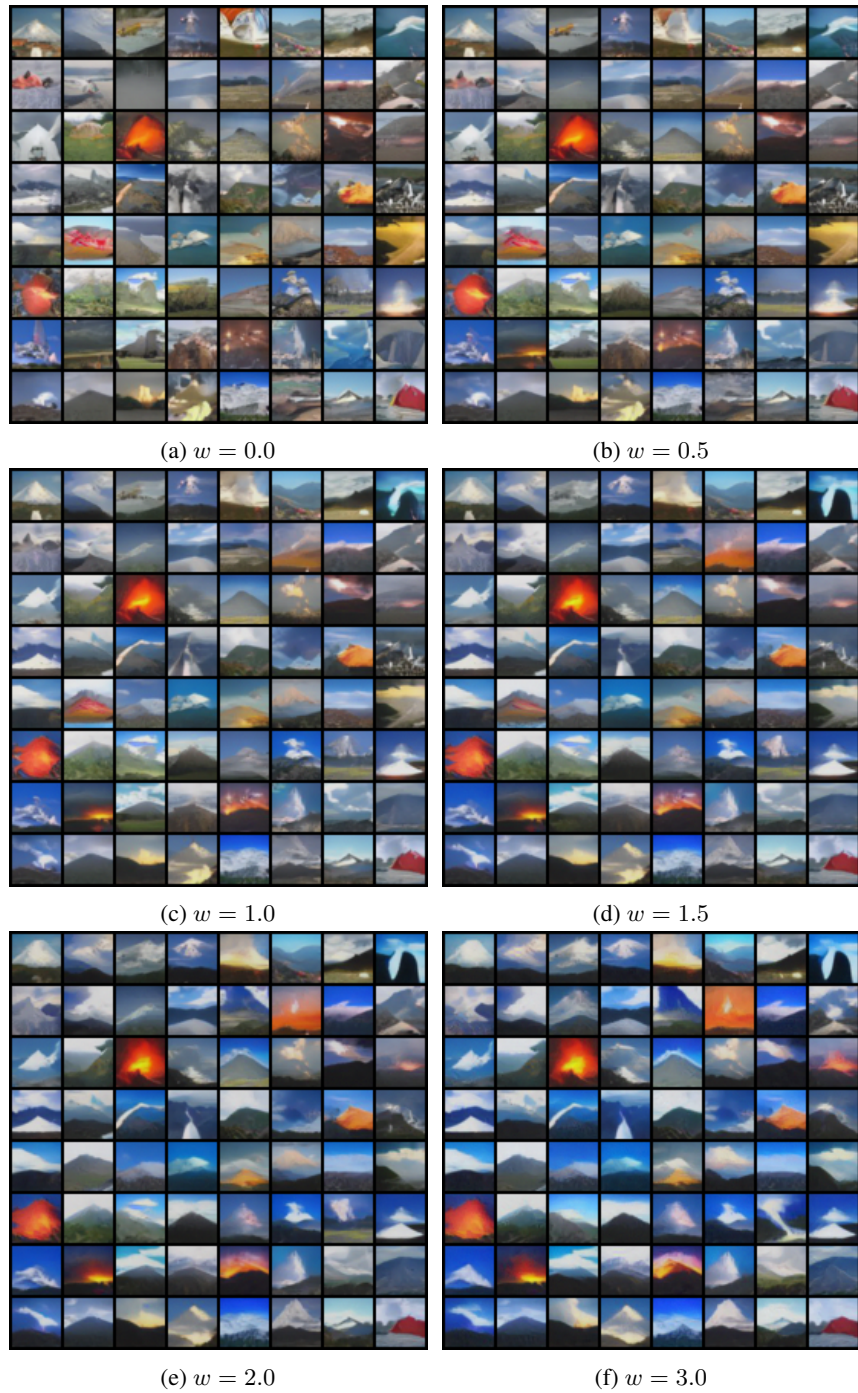 (a) w = 0.0
(b) w = 0.5
(c) w = 1.0
(d) w = 1.5
(e) w = 2.0
(f) w = 3.0